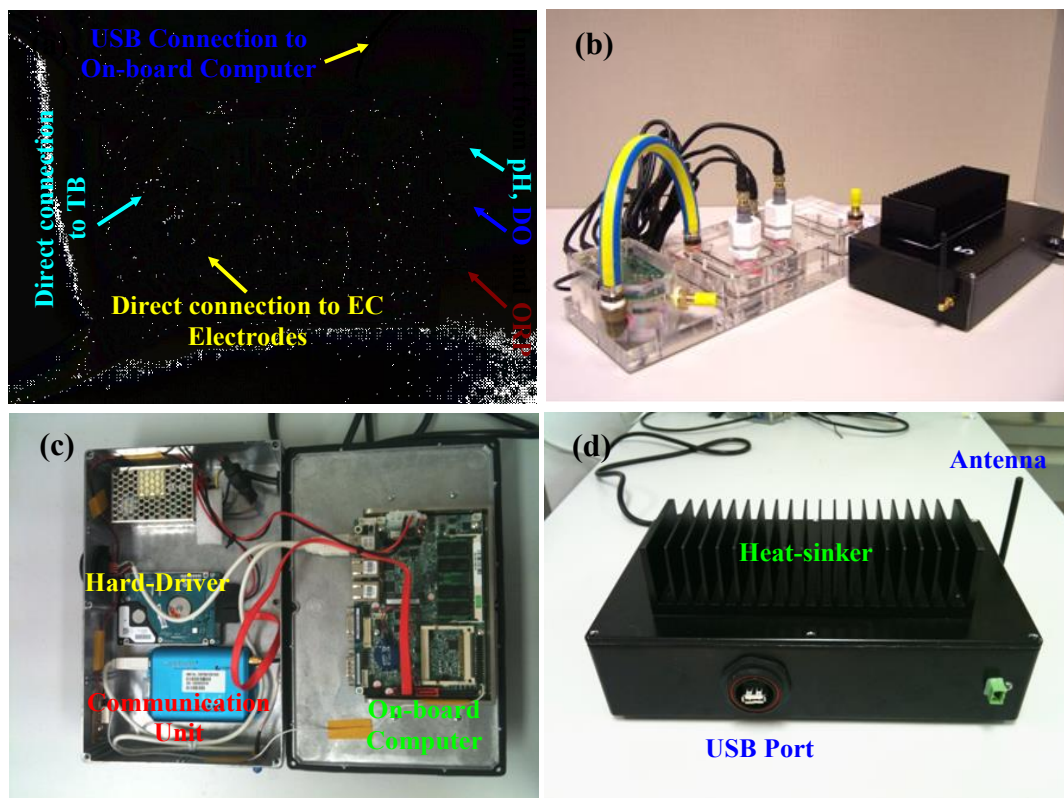 USB Connection to
On-board Computer
Direct connection
to TB
pH, DO
ORP
Direct connection to EC
Electrodes
(b)
5
(c)
Hard-Driver
Communication
Unit
On-board
Computer
(d)
Antenna
Heat-sinker
USB Port